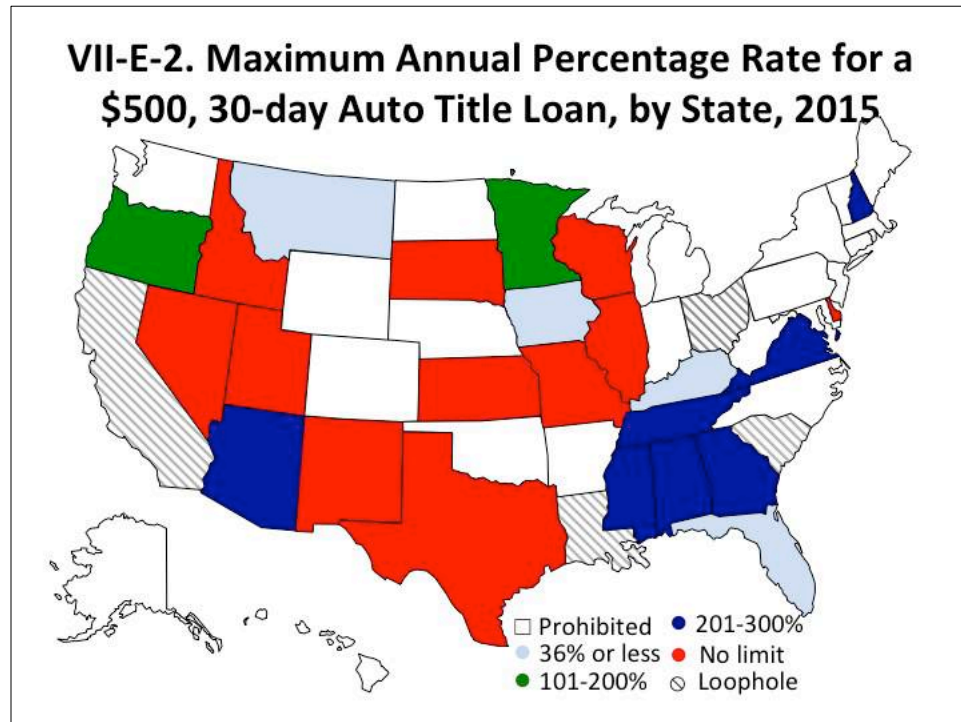 VII-E-2. Maximum Annual Percentage Rate for a
$500, 30-day Auto Title Loan, by State, 2015
Prohibited
201-300%
36% or less
No limit
101-200%
Loophole